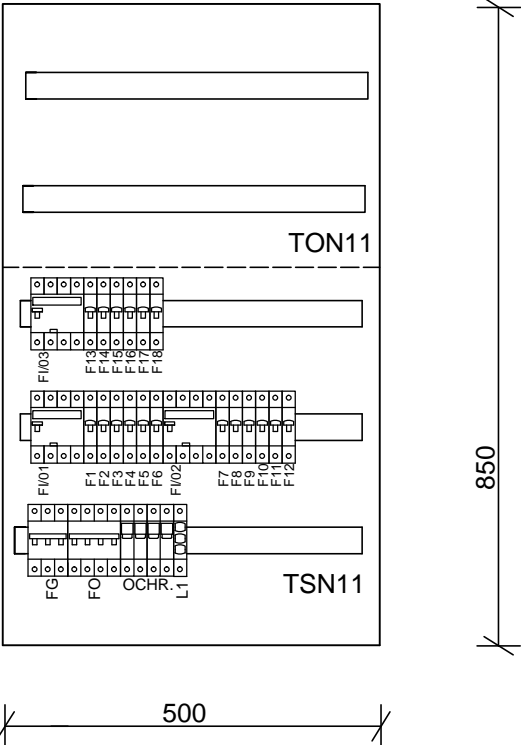 TON11
FI/03 F13 F14 F15 F16 F17 F18
FI/01 F1 F2 F3 F4 F5 F6 FI/02 F7 F8 F9 F10 F11 F12
FG FO OCHR. L1
TSN11
850
500